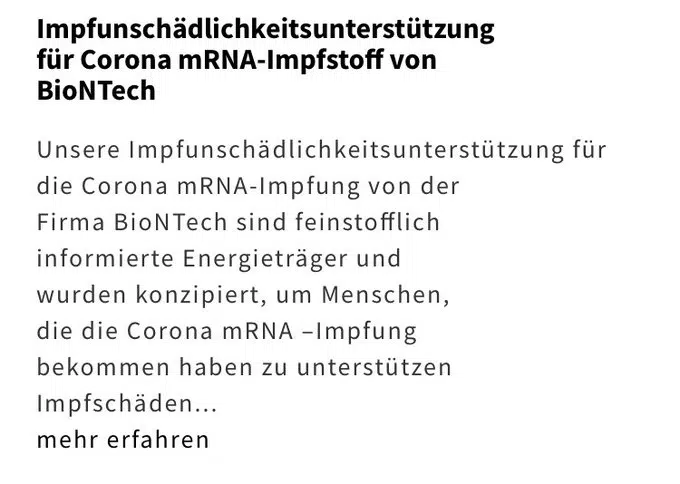 Impfunschädlichkeitsunterstützung
für Corona mRNA-Impfstoff von
BioNTech
Unsere Impfunschädlichkeitsunterstützung für
die Corona mRNA-Impfung von der
Firma BioNTech sind feinstofflich
informierte Energieträger und
wurden konzipiert, um Menschen,
die die Corona mRNA –Impfung
bekommen haben zu unterstützen
Impfschäden...
mehr erfahren